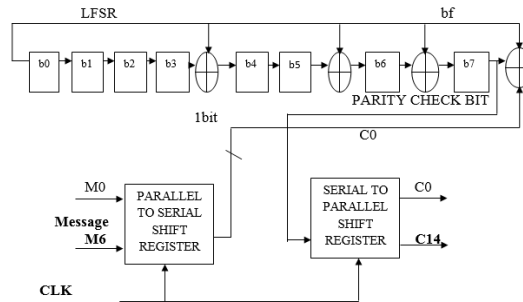 LFSR bf
b0 b1 b2 b3 b4 b5 b6 b7
PARITY CHECK BIT
1bit
C0
M0
Message
M6
PARALLEL
TO SERIAL
SHIFT
REGISTER
SERIAL TO
PARALLEL
SHIFT
REGISTER
C0
C14
CLK